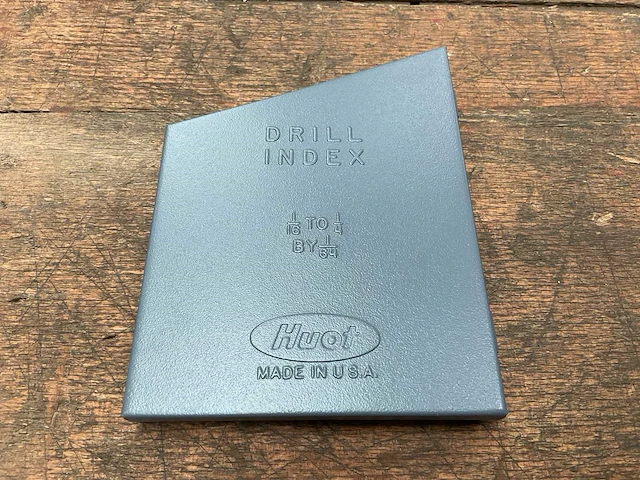 DRILL
INDEX
1/16 TO 1/4
BY 1/64
Huot
MADE IN U.S.A.